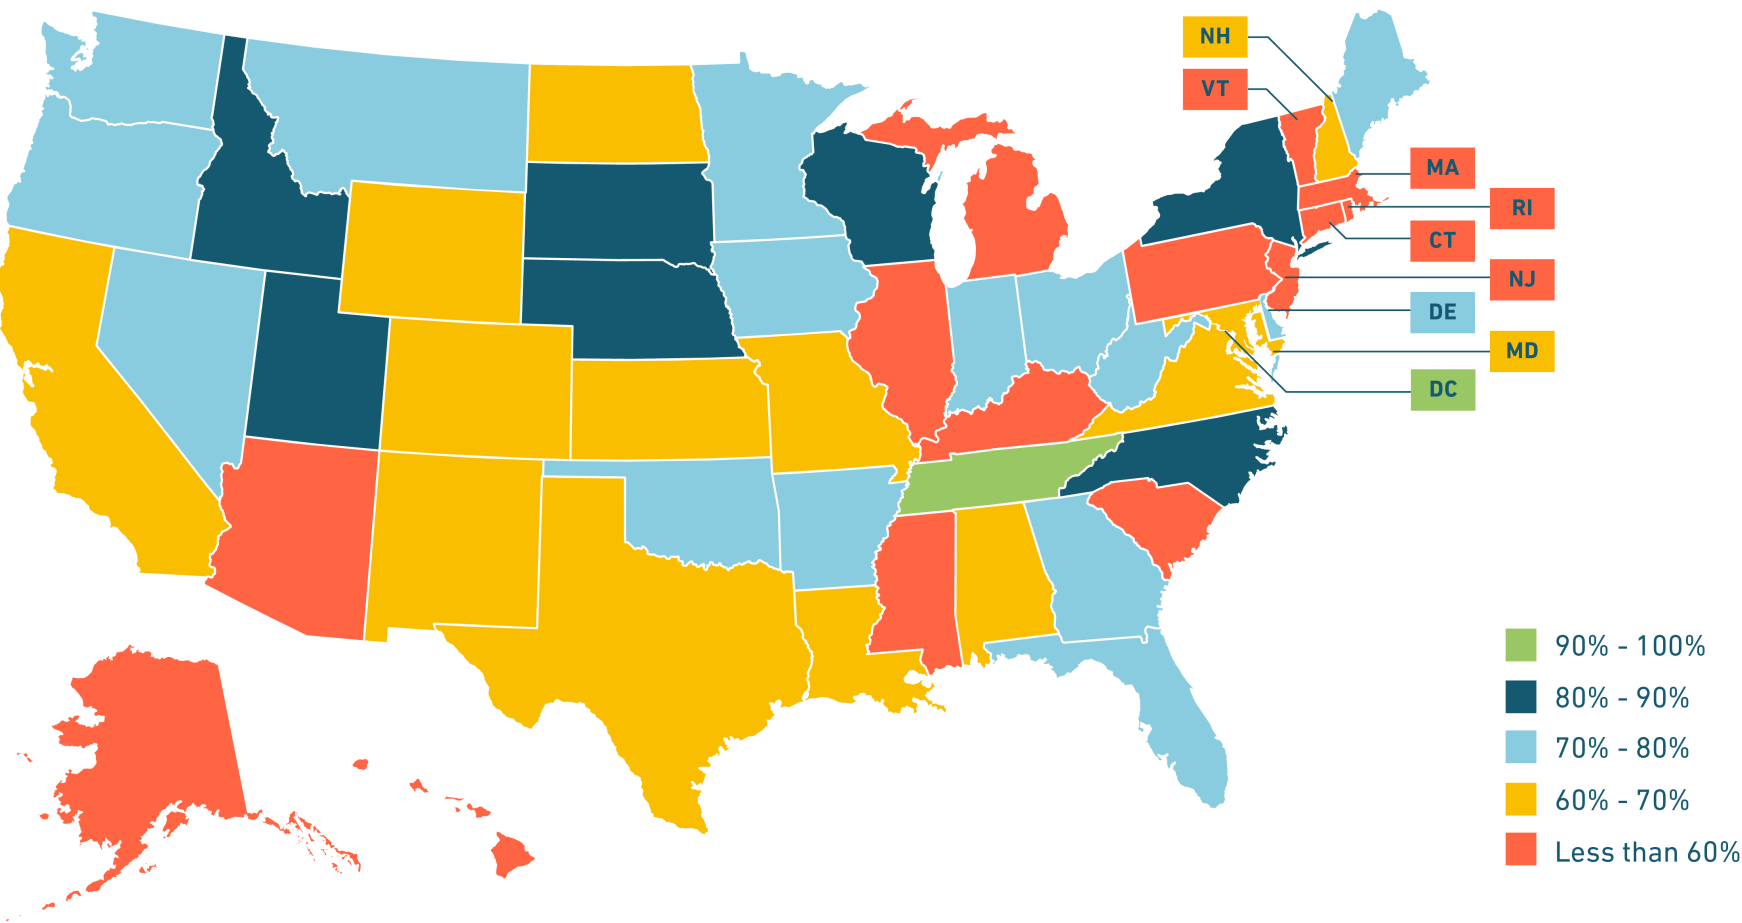 NH
VT
MA
RI
CT
NJ
DE
MD
DC
90% - 100%
80% - 90%
70% - 80%
60% - 70%
Less than 60%